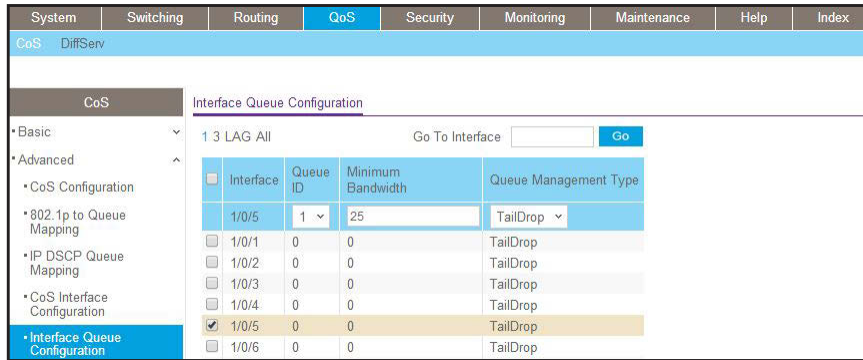 System Switching Routing QoS Security Monitoring Maintenance Help Index
CoS DiffServ
CoS
Basic
Advanced
CoS Configuration
802.1p to Queue
Mapping
IP DSCP Queue
Mapping
CoS Interface
Configuration
Interface Queue
Configuration
Interface Queue Configuration
1 3 LAG All Go To Interface Go
Interface Queue ID Minimum Bandwidth Queue Management Type
1/0/5 1 25 TailDrop
1/0/1 0 0 TailDrop
1/0/2 0 0 TailDrop
1/0/3 0 0 TailDrop
1/0/4 0 0 TailDrop
1/0/5 0 0 TailDrop
1/0/6 0 0 TailDrop